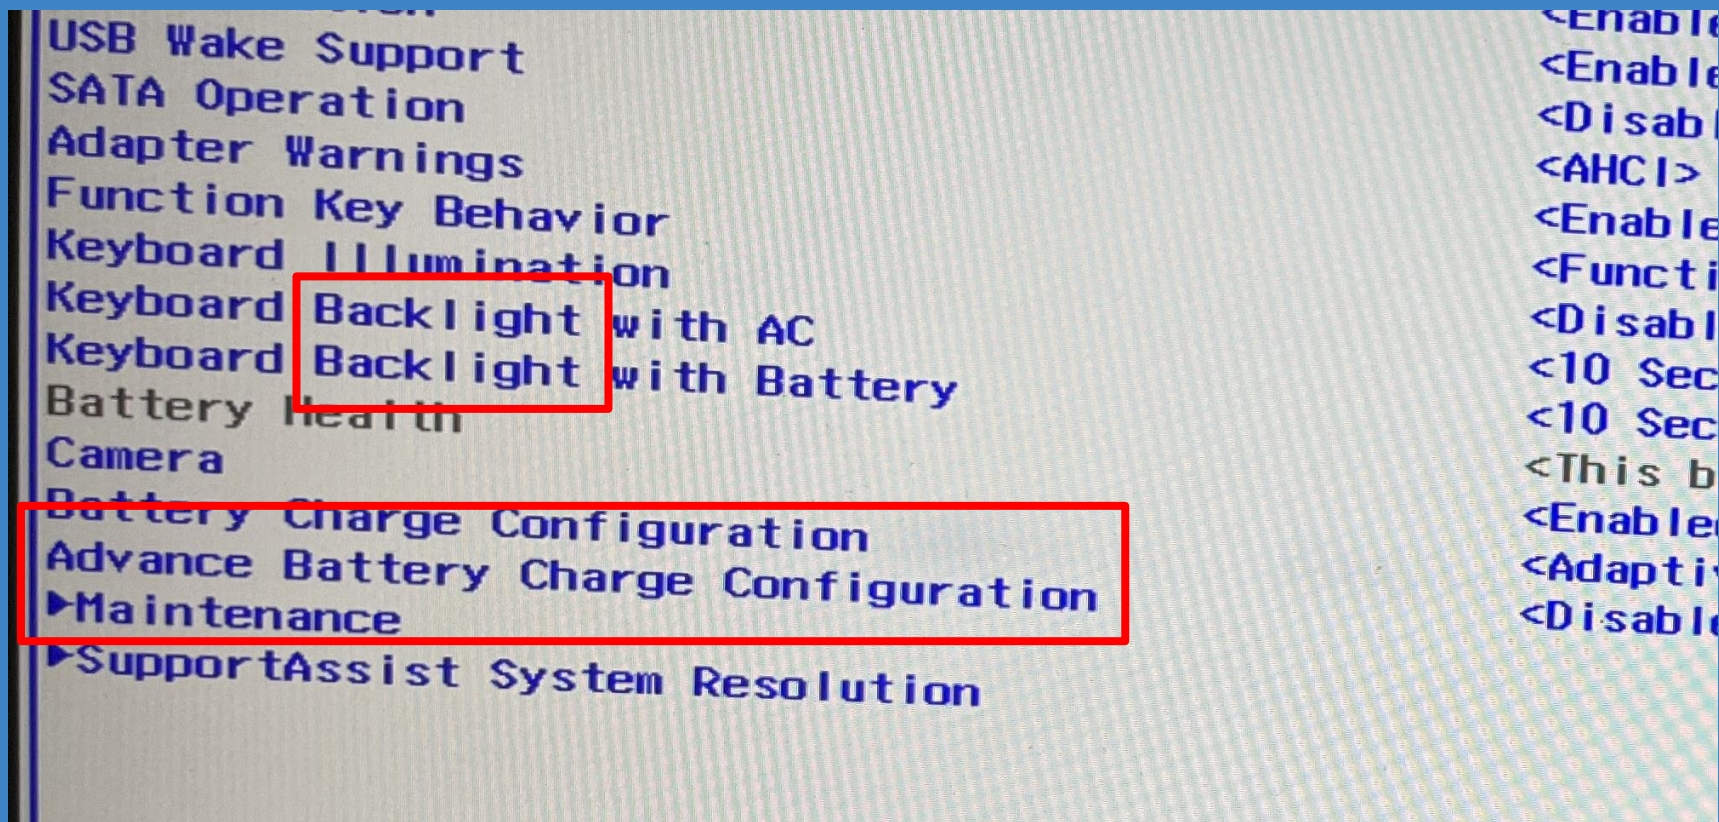 USB Wake Support
<Enable
SATA Operation
<Disab
Adapter Warnings
<AHCI>
Function Key Behavior
<Enable
Keyboard Illumination
<Functi
Keyboard Backlight with AC
<Disabl
Keyboard Backlight with Battery
<10 Sec
Battery Health
<10 Sec
Camera
<This b
Battery Charge Configuration
<Enable
Advance Battery Charge Configuration
<Adapti
▶Maintenance
<Disable
▶SupportAssist System Resolution